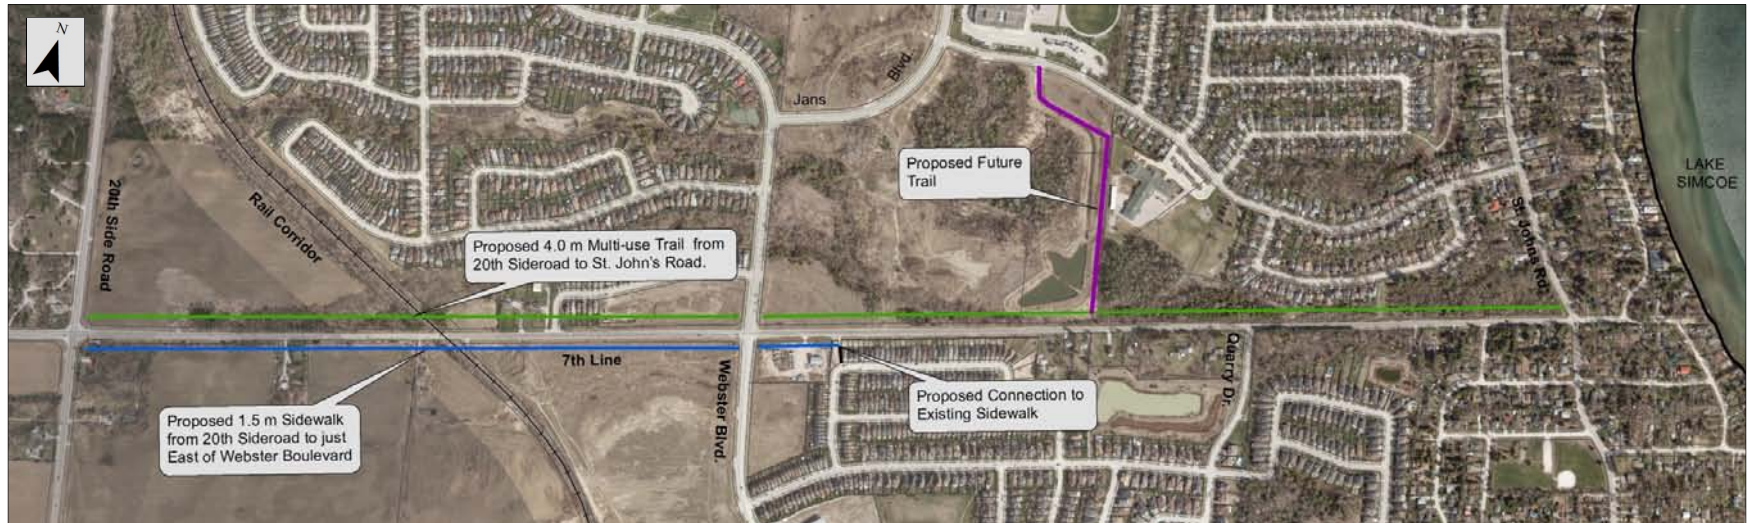 N
Jans
Blvd.
LAKE
SIMCOE
Proposed Future
Trail
20th Side Road
Rail Corridor
St. Johns Rd.
Proposed 4.0 m Multi-use Trail from
20th Sideroad to St. John's Road.
7th Line
Webster Blvd.
Quarry Dr.
Proposed Connection to
Existing Sidewalk
Proposed 1.5 m Sidewalk
from 20th Sideroad to just
East of Webster Boulevard